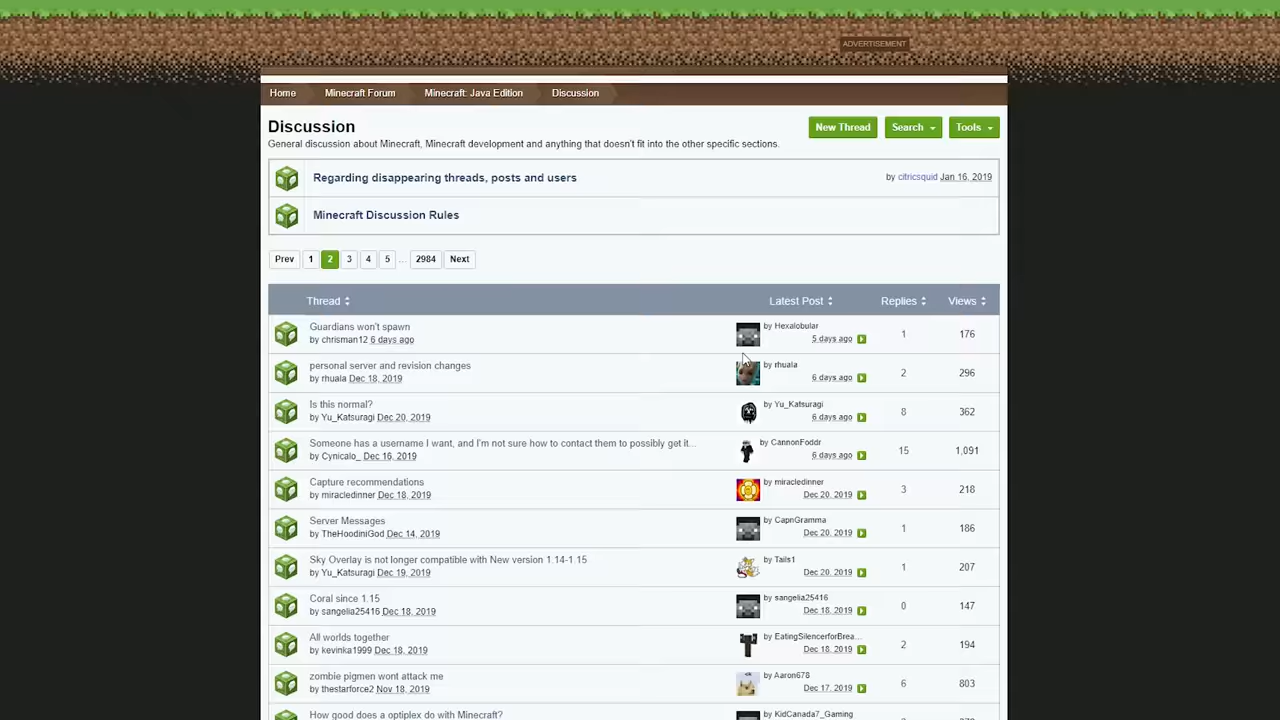 ADVERTISEMENT
Home Minecraft Forum Minecraft: Java Edition Discussion
Discussion
New Thread Search Tools
General discussion about Minecraft, Minecraft development and anything that doesn't fit into the other specific sections.
Regarding disappearing threads, posts and users by citricsquid Jan 16, 2019
Minecraft Discussion Rules
Prev 1 2 3 4 5 ... 2984 Next
Thread Latest Post Replies Views
Guardians won't spawn by Hexalobular 1 176
by chrisman12 6 days ago 5 days ago
personal server and revision changes by rhuala 2 296
by rhuala Dec 18, 2019 6 days ago
Is this normal? by Yu_Katsuragi 8 362
by Yu_Katsuragi Dec 20, 2019 6 days ago
Someone has a username I want, and I'm not sure how to contact them to possibly get it... by CannonFoddr 15 1,091
by Cynicalo_ Dec 16, 2019 6 days ago
Capture recommendations by miracledinner 3 218
by miracledinner Dec 18, 2019 Dec 20, 2019
Server Messages by CapnGramma 1 186
by TheHoodiniGod Dec 14, 2019 Dec 20, 2019
Sky Overlay is not longer compatible with New version 1.14-1 15 by Tails1 1 207
by Yu_Katsuragi Dec 19, 2019 Dec 20, 2019
Coral since 1.15 by sangelia25416 0 147
by sangelia25416 Dec 18, 2019 Dec 18, 2019
All worlds together by EatingSilencerforBrea... 2 194
by kevinka1999 Dec 18, 2019 Dec 18, 2019
zombie pigmen wont attack me by Aaron678 6 803
by thestarforce2 Nov 18, 2019 Dec 17, 2019
How good does a optiplex do with Minecraft? by KidCanada7_Gaming